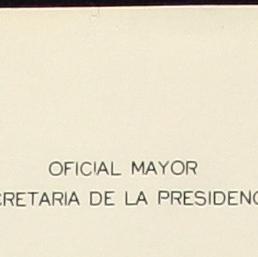 OFICIAL MAYOR
CRETARIA DE LA PRESIDENC